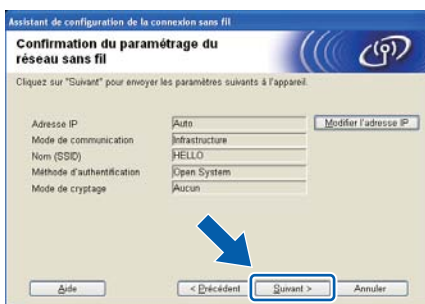 Assistant de configuration de la connexion sans fil
Confirmation du paramétrage du
réseau sans fil
Cliquez sur "Suivant" pour envoyer les paramètres suivants à l'appareil.
Adresse IP Auto Modifier l'adresse IP
Mode de communication Infrastructure
Nom (SSID) HELLO
Méthode d'authentification Open System
Mode de cryptage Aucun
Aide < Précédent Suivant > Annuler